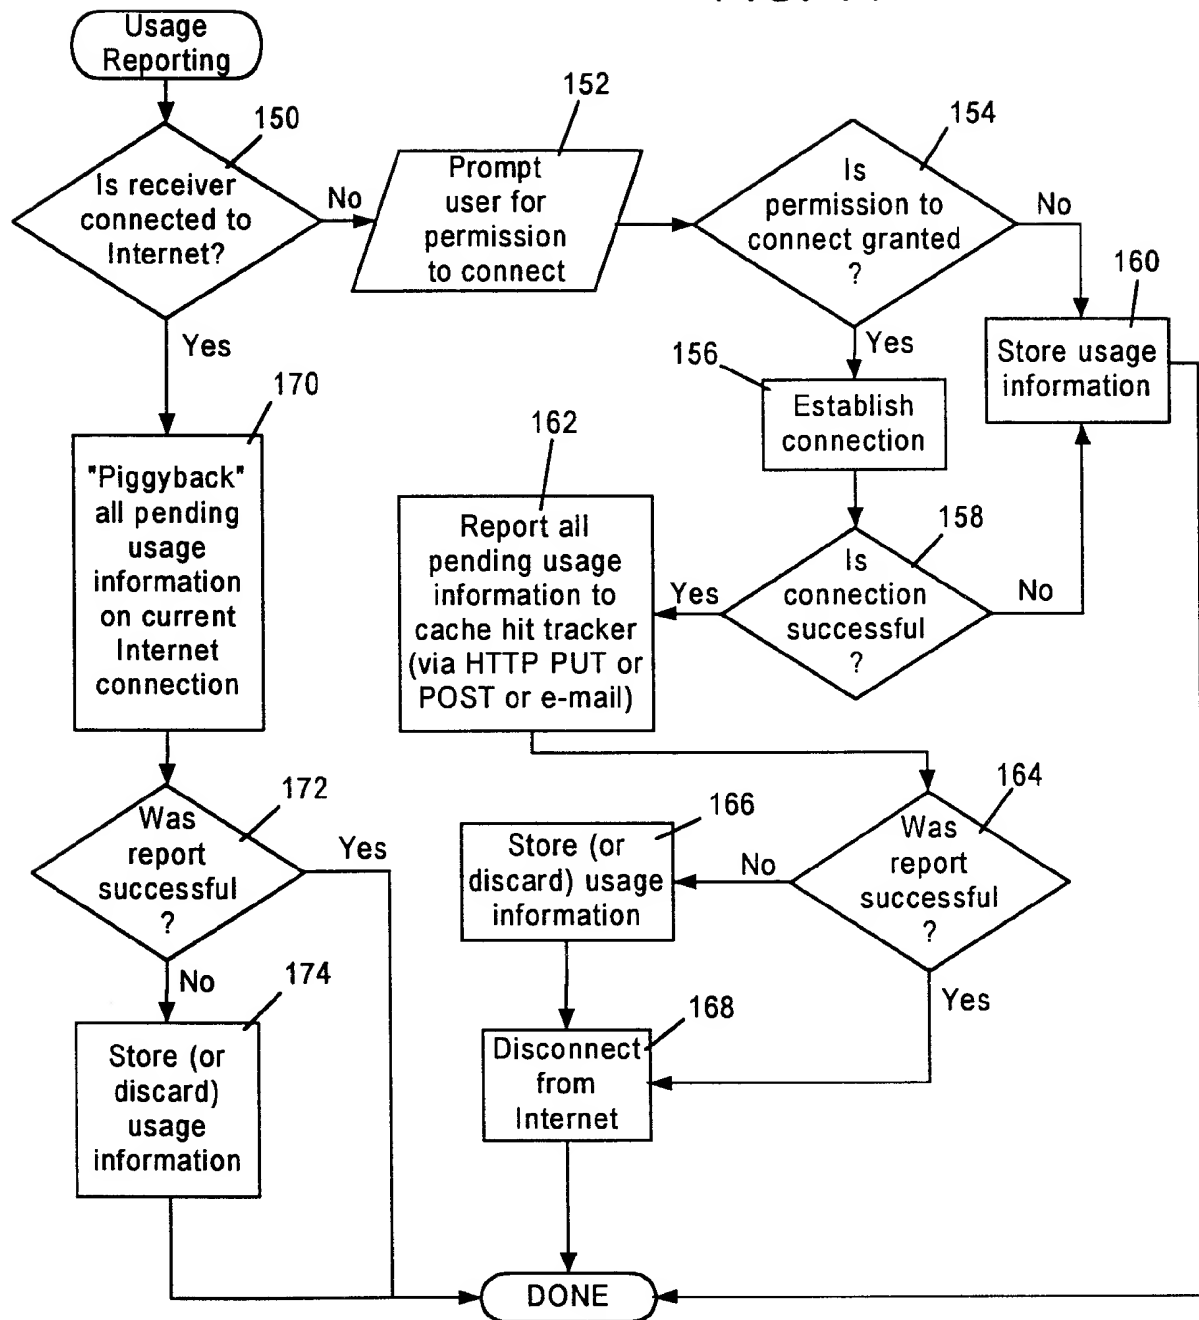 Usage
Reporting
150
Is receiver
connected to
Internet?
No
Yes
152
Prompt
user for
permission
to connect
154
Is
permission to
connect granted
?
No
Yes
160
Store usage
information
156
Establish
connection
158
Is
connection
successful
?
Yes
No
162
Report all
pending usage
information to
cache hit tracker
(via HTTP PUT or
POST or e-mail)
170
"Piggyback"
all pending
usage
information
on current
Internet
connection
172
Was
report
successful
?
Yes
No
174
Store (or
discard)
usage
information
164
Was
report
successful
?
No
Yes
166
Store (or
discard) usage
information
168
Disconnect
from
Internet
DONE